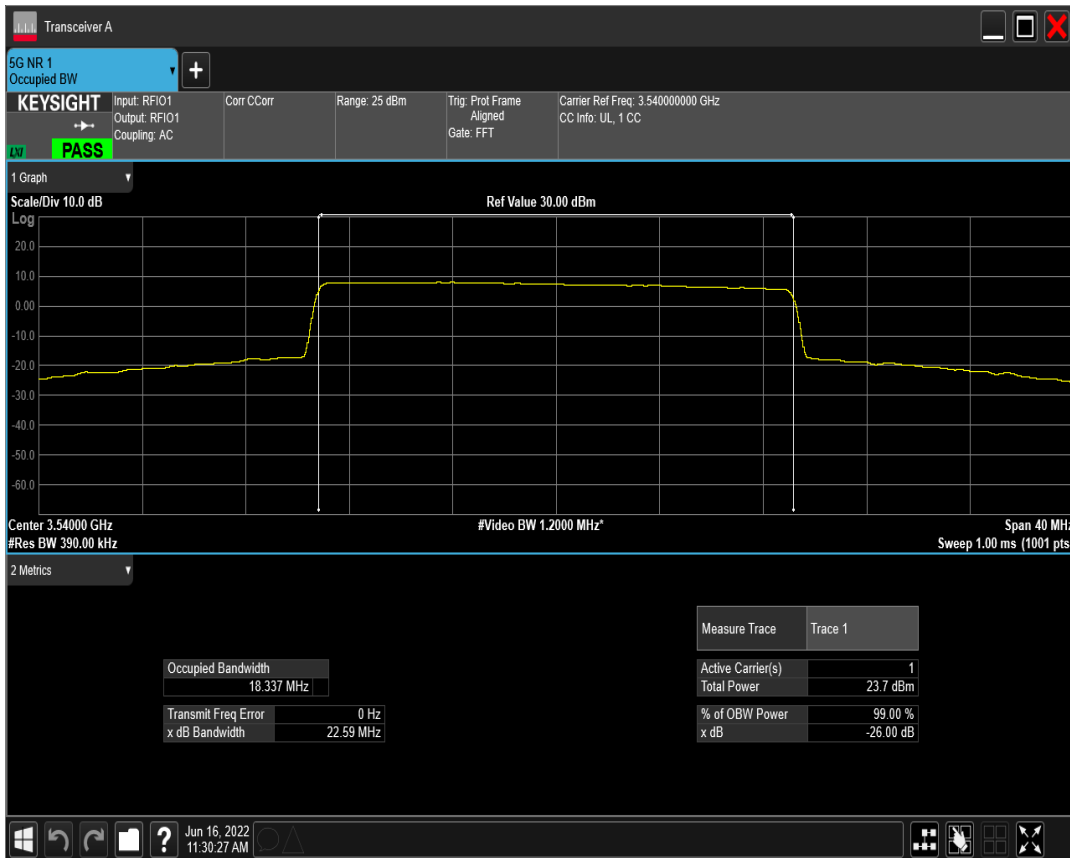 Transceiver A
5G NR 1
Occupied BW
+
KEYSIGHT
LXI
PASS
Input: RFIO1
Output: RFIO1
Coupling: AC
Corr CCorr
Range: 25 dBm
Trig: Prot Frame
Aligned
Gate: FFT
Carrier Ref Freq: 3.540000000 GHz
CC Info: UL, 1 CC
1 Graph
Scale/Div 10.0 dB
Ref Value 30.00 dBm
Log
20.0
10.0
0.00
-10.0
-20.0
-30.0
-40.0
-50.0
-60.0
Center 3.54000 GHz
#Video BW 1.2000 MHz*
Span 40 MHz
#Res BW 390.00 kHz
Sweep 1.00 ms (1001 pts
2 Metrics
Measure Trace Trace 1
Occupied Bandwidth
18.337 MHz
Active Carrier(s) 1
Total Power 23.7 dBm
Transmit Freq Error 0 Hz
x dB Bandwidth 22.59 MHz
% of OBW Power 99.00 %
x dB -26.00 dB
?
Jun 16, 2022
11:30:27 AM